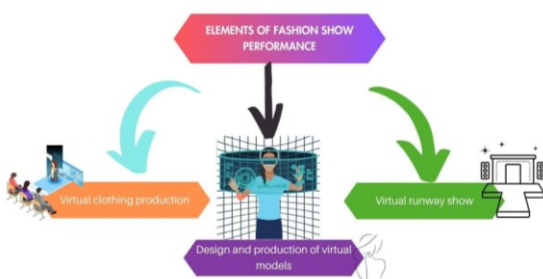 ELEMENTS OF FASHION SHOW
PERFORMANCE
Virtual clothing production
Virtual runway show
Design and production of virtual
models